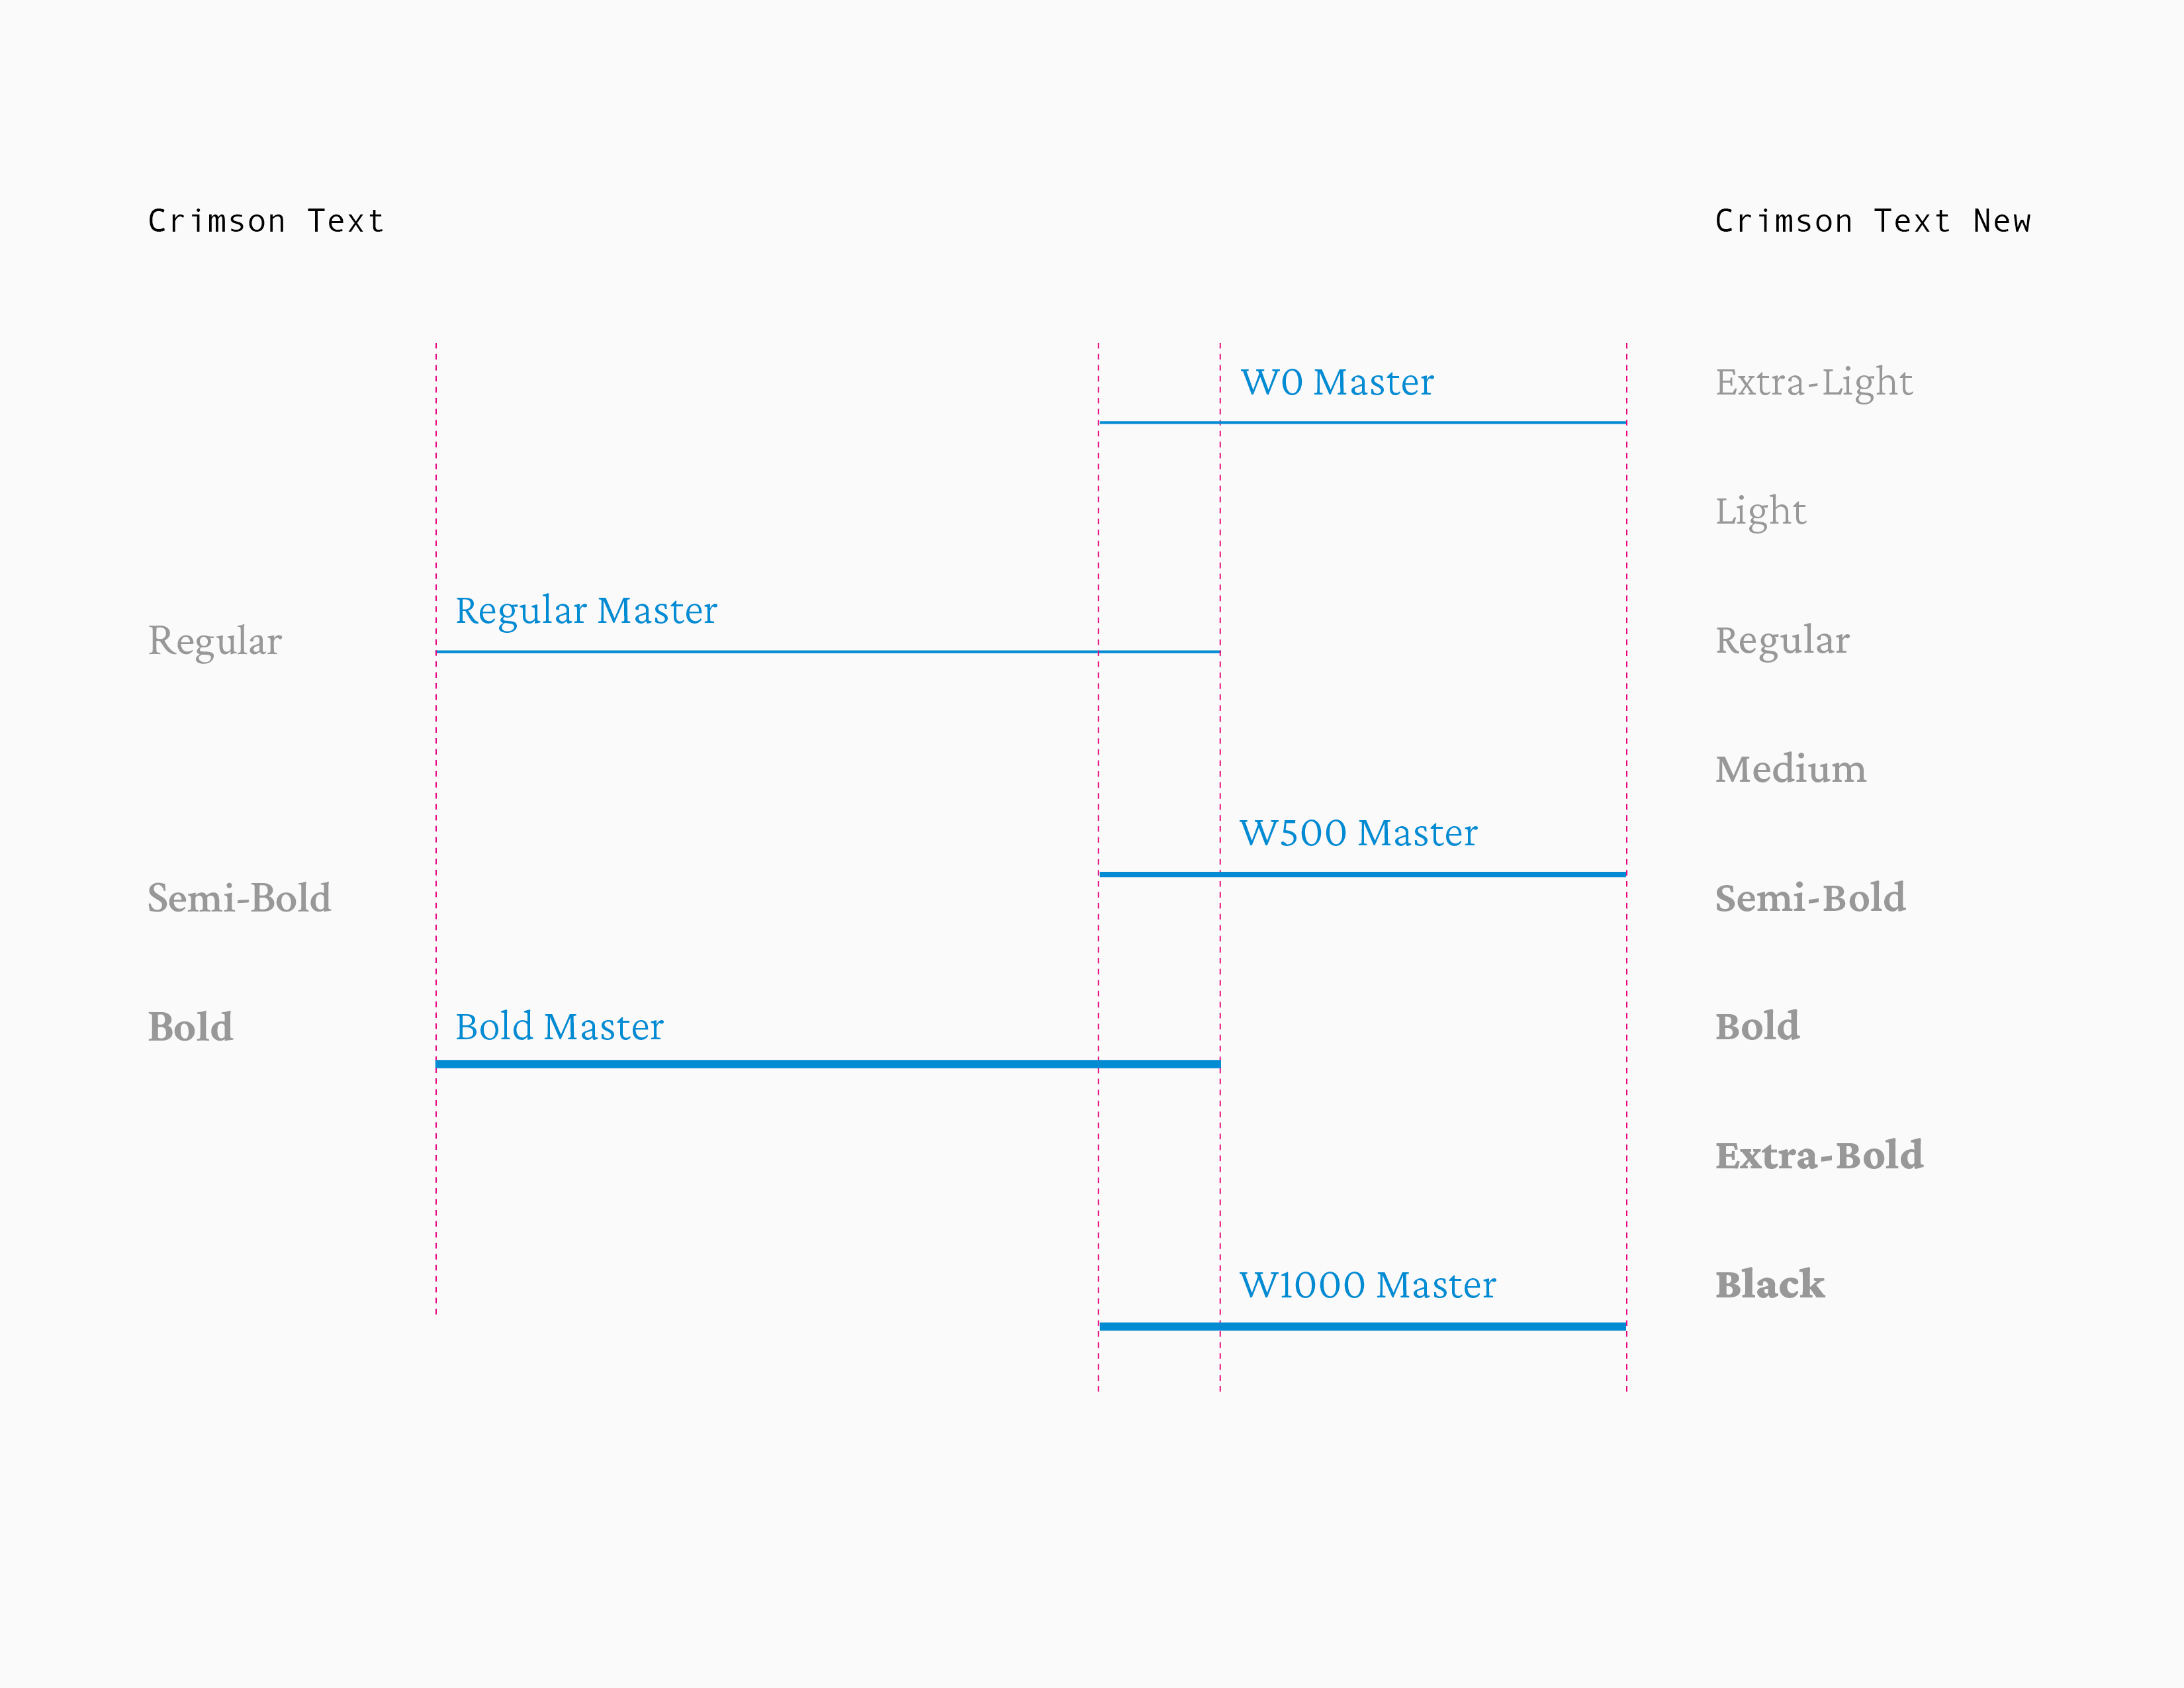 Crimson Text
Crimson Text New
W0 Master
Extra-Light
Light
Regular
Regular Master
Regular
Medium
W500 Master
Semi-Bold
Semi-Bold
Bold
Bold Master
Bold
Extra-Bold
W1000 Master
Black